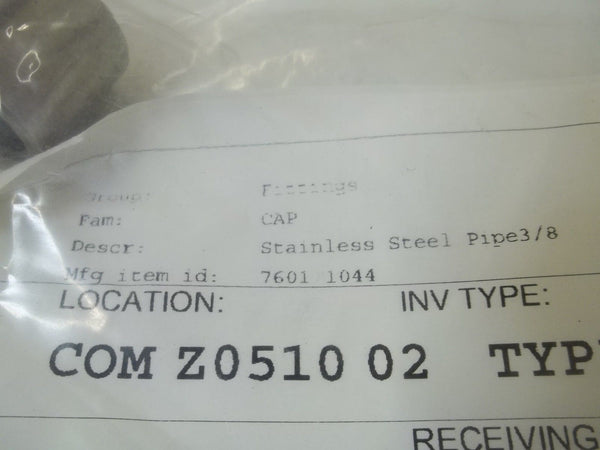 Group: Fittings
Fam: CAP
Descr: Stainless Steel Pipe3/8
Mfg item id: 7601 1044
LOCATION: INV TYPE:
COM Z0510 02 TYP
RECEIVING